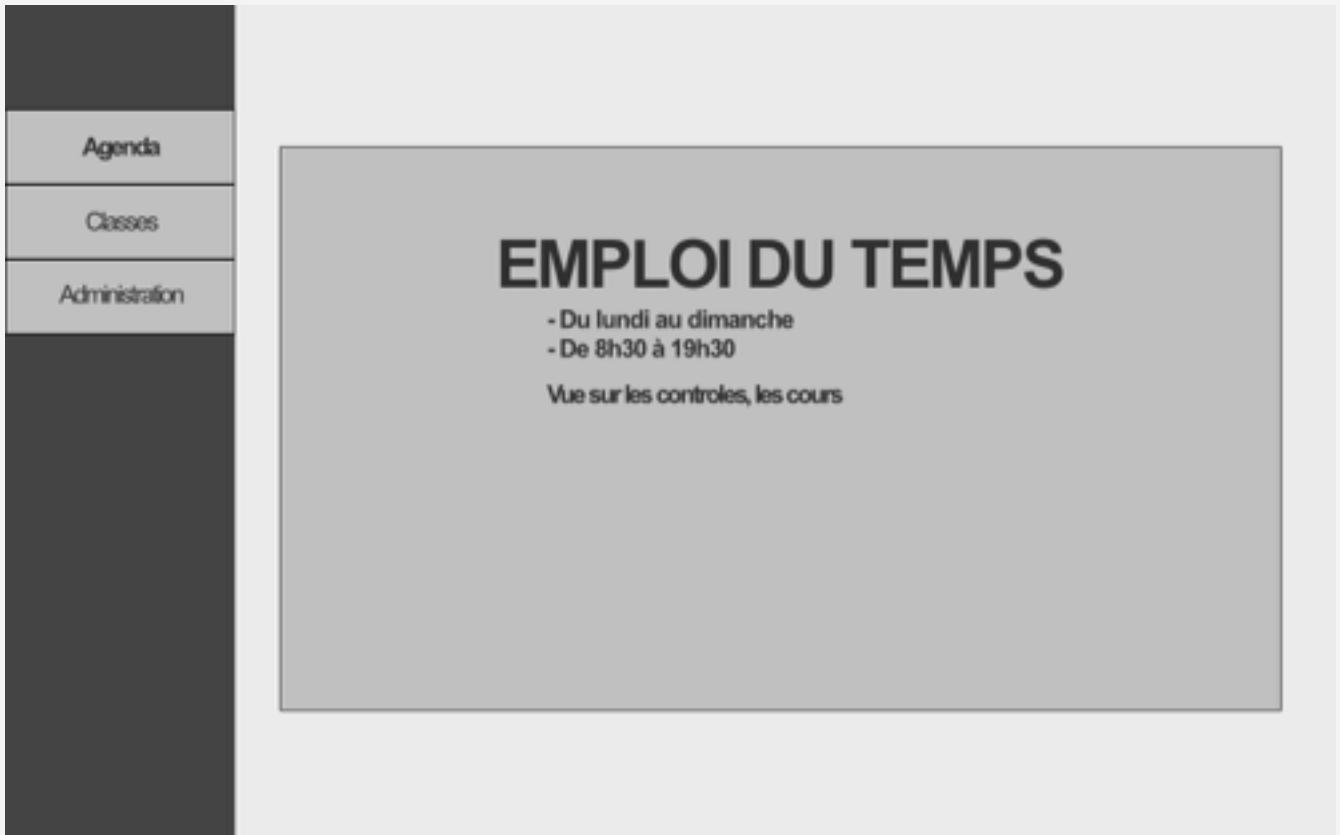 Agenda
Classes
Administration
EMPLOI DU TEMPS
- Du lundi au dimanche
- De 8h30 à 19h30
Vue sur les controles, les cours